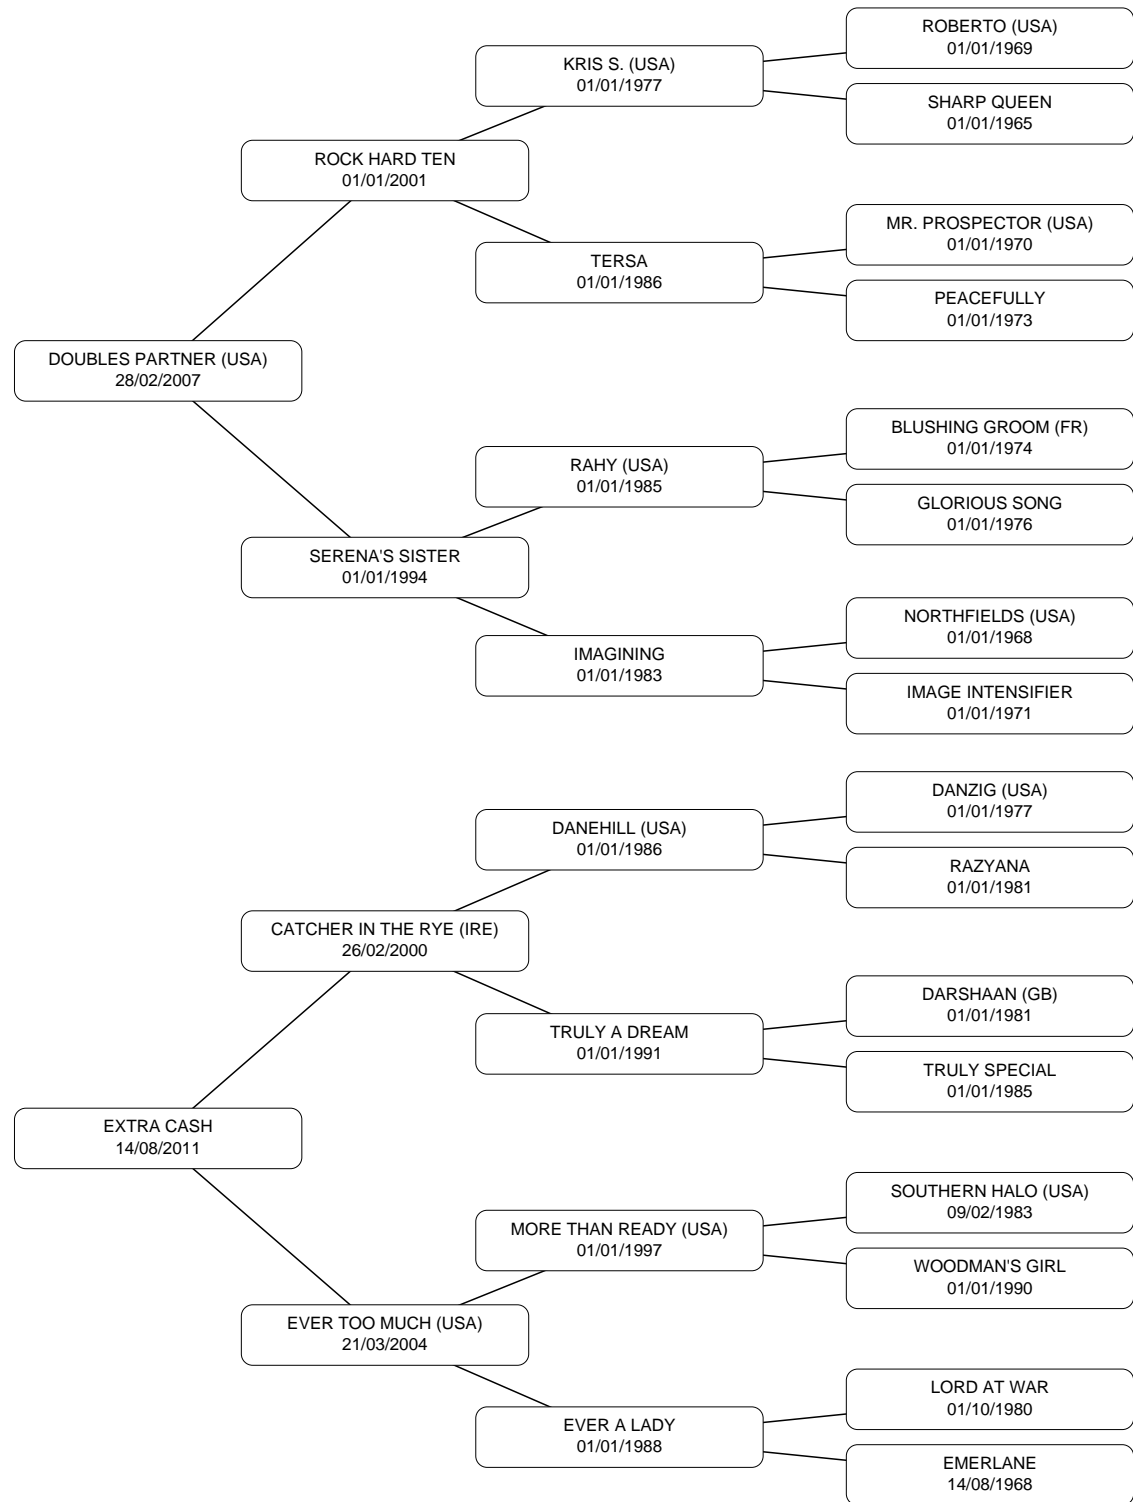 ROBERTO (USA)
01/01/1969
KRIS S. (USA)
01/01/1977
SHARP QUEEN
01/01/1965
ROCK HARD TEN
01/01/2001
MR. PROSPECTOR (USA)
01/01/1970
TERSA
01/01/1986
PEACEFULLY
01/01/1973
DOUBLES PARTNER (USA)
28/02/2007
BLUSHING GROOM (FR)
01/01/1974
RAHY (USA)
01/01/1985
GLORIOUS SONG
01/01/1976
SERENA'S SISTER
01/01/1994
NORTHFIELDS (USA)
01/01/1968
IMAGINING
01/01/1983
IMAGE INTENSIFIER
01/01/1971
DANZIG (USA)
01/01/1977
DANEHILL (USA)
01/01/1986
RAZYANA
01/01/1981
CATCHER IN THE RYE (IRE)
26/02/2000
DARSHAAN (GB)
01/01/1981
TRULY A DREAM
01/01/1991
TRULY SPECIAL
01/01/1985
EXTRA CASH
14/08/2011
SOUTHERN HALO (USA)
09/02/1983
MORE THAN READY (USA)
01/01/1997
WOODMAN'S GIRL
01/01/1990
EVER TOO MUCH (USA)
21/03/2004
LORD AT WAR
01/10/1980
EVER A LADY
01/01/1988
EMERLANE
14/08/1968